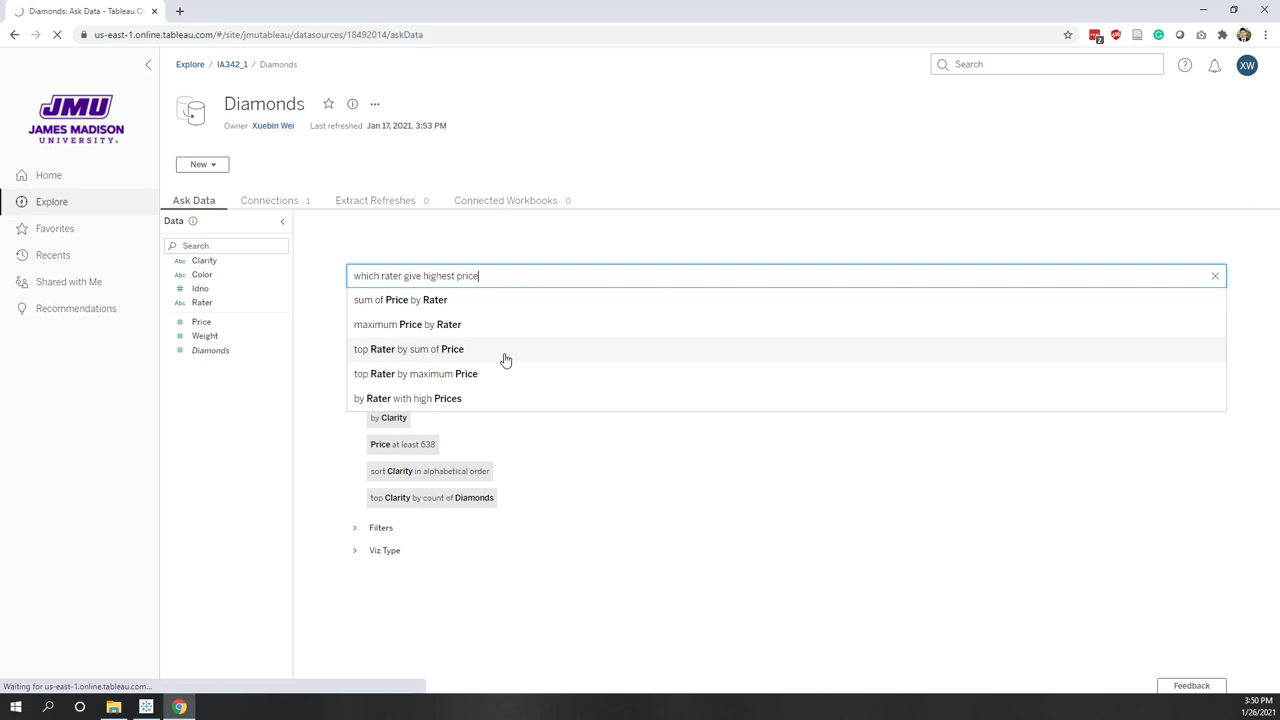 Diamonds: Ask Data - Tableau O
us-east-1.online.tableau.com/#/site/jmutableau/datasources/18492014/askData
2
Explore / IA342_1 / Diamonds
Search
XW
JMU
JAMES MADISON
UNIVERSITY.
Diamonds
Owner Xuebin Wei Last refreshed Jan 17, 2021, 3:53 PM
New
Home
Explore
Favorites
Recents
Shared with Me
Recommendations
Ask Data Connections 1 Extract Refreshes 0 Connected Workbooks 0
Data
Search
Abc Clarity
Abc Color
# Idno
Abc Rater
# Price
# Weight
# Diamonds
which rater give highest price
sum of Price by Rater
maximum Price by Rater
top Rater by sum of Price
top Rater by maximum Price
by Rater with high Prices
by Clarity
Price at least 638
sort Clarity in alphabetical order
top Clarity by count of Diamonds
Filters
Viz Type
Feedback
Waiting for us-east-1.online.tableau.com...
3:50 PM
1/26/2021